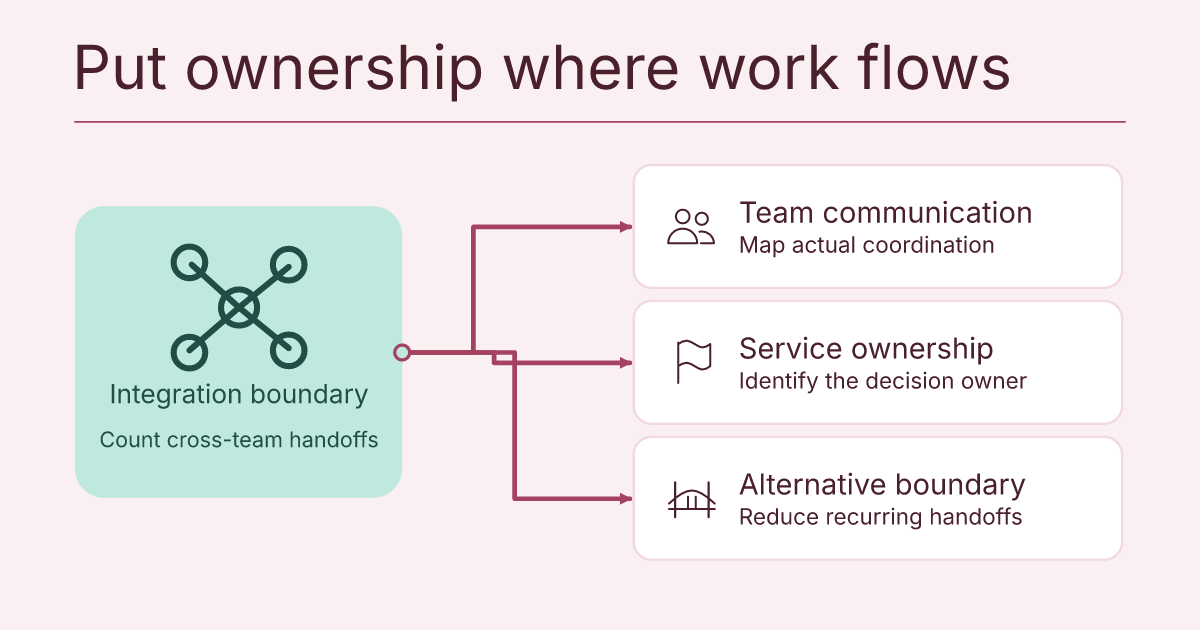 Put ownership where work flows
Integration boundary
Count cross-team handoffs
Team communication
Map actual coordination
Service ownership
Identify the decision owner
Alternative boundary
Reduce recurring handoffs